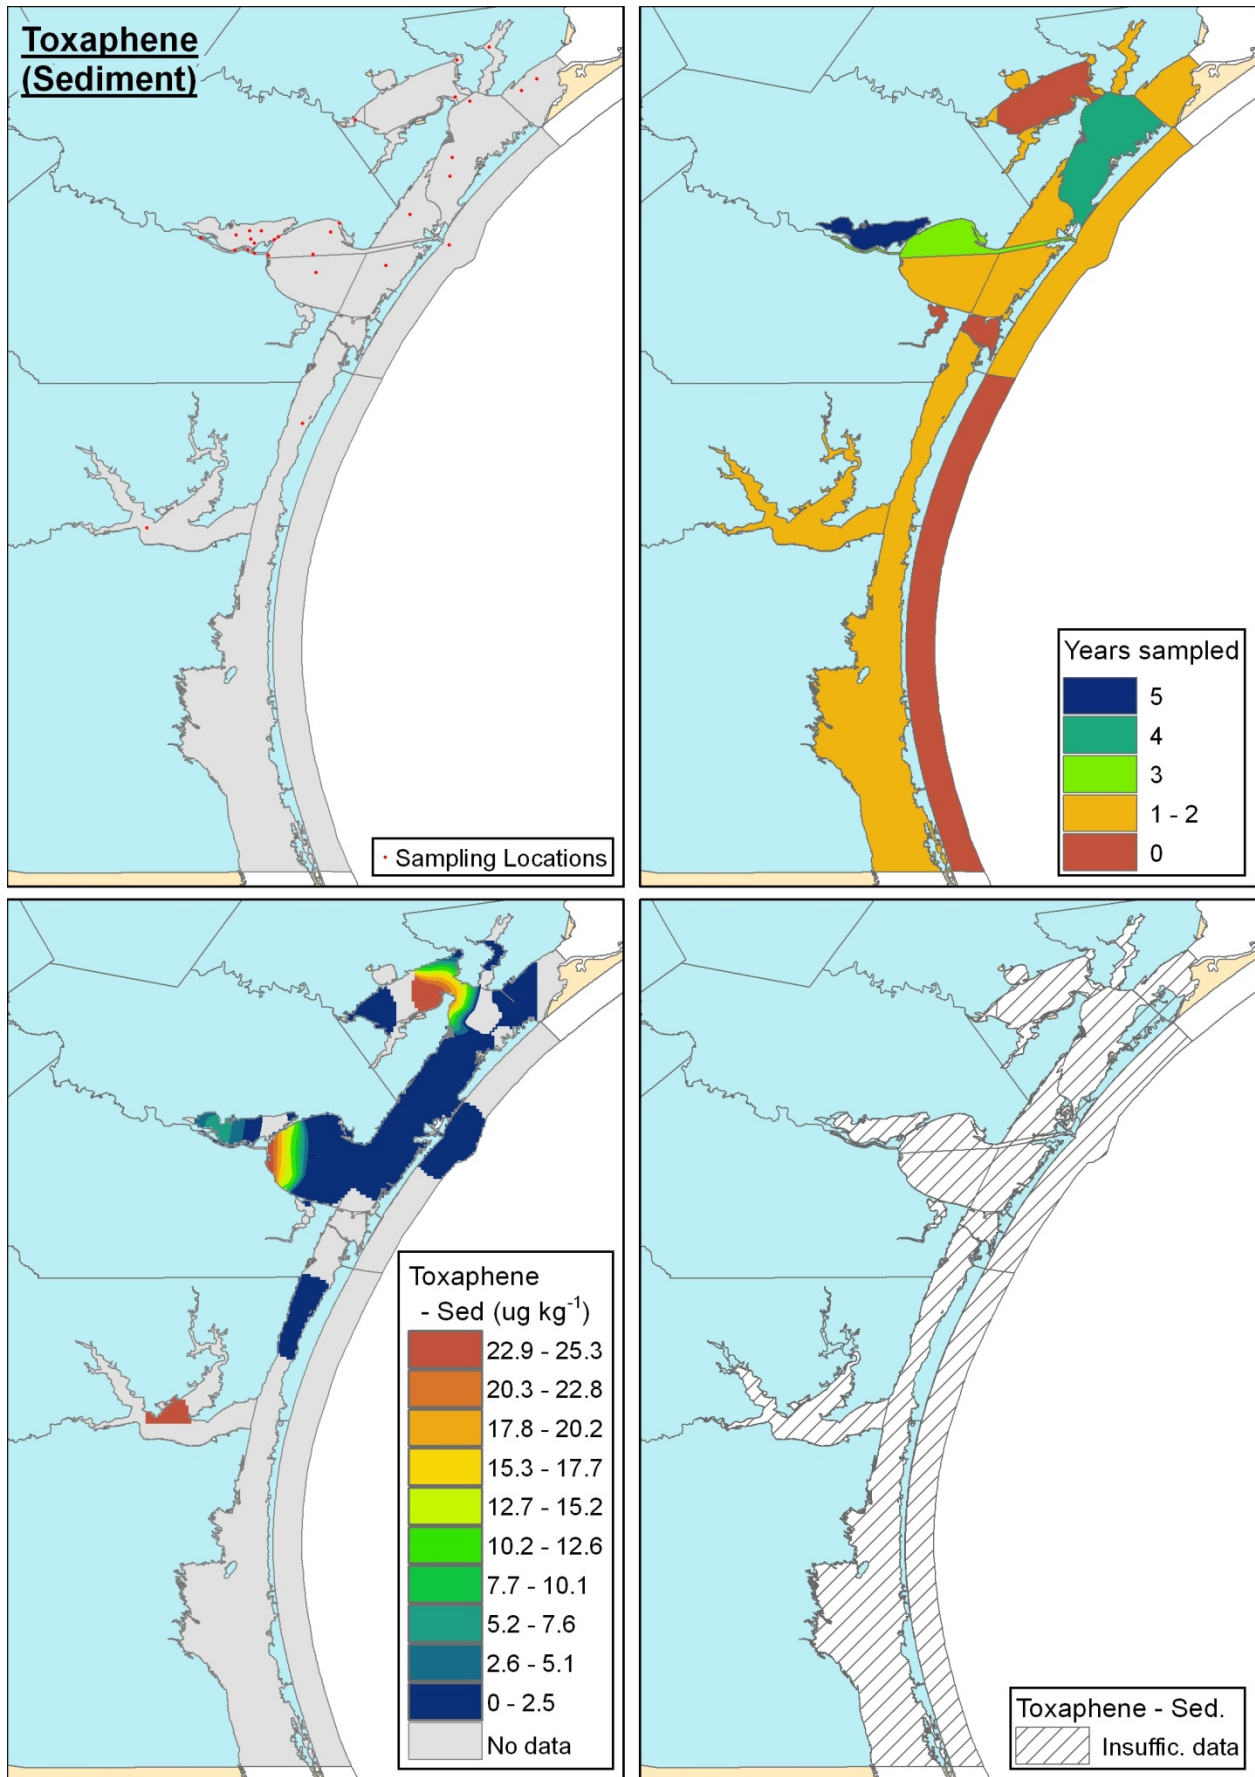 Toxaphene
(Sediment)
Sampling Locations
Years sampled
5
4
3
1 - 2
0
Toxaphene
- Sed (ug kg⁻¹)
22.9 - 25.3
20.3 - 22.8
17.8 - 20.2
15.3 - 17.7
12.7 - 15.2
10.2 - 12.6
7.7 - 10.1
5.2 - 7.6
2.6 - 5.1
0 - 2.5
No data
Toxaphene - Sed.
Insuffic. data